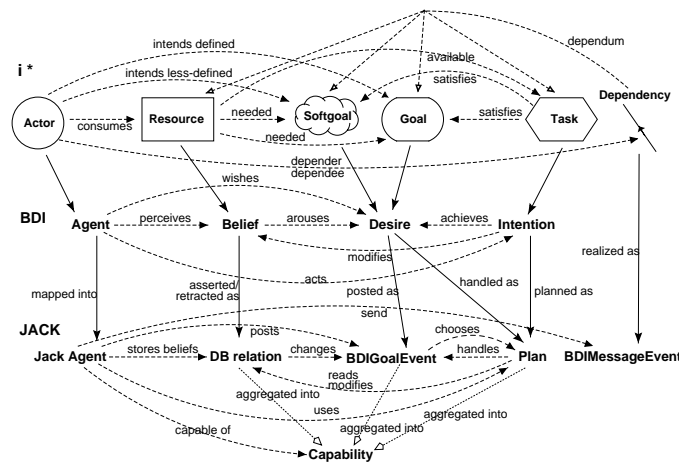 intends defined
dependum
i *
available
intends less-defined
satisfies
Dependency
Actor
consumes
Resource
needed
Softgoal
Goal
satisfies
Task
needed
depender
dependee
wishes
BDI
Agent
perceives
Belief
arouses
Desire
achieves
Intention
modifies
realized as
acts
mapped into
asserted/
retracted as
posted as
handled as
planned as
send
JACK
posts
chooses
Jack Agent
stores beliefs
DB relation
changes
BDIGoalEvent
handles
Plan
BDIMessageEvent
reads
modifies
aggregated into
uses
aggregated into
aggregated into
capable of
Capability